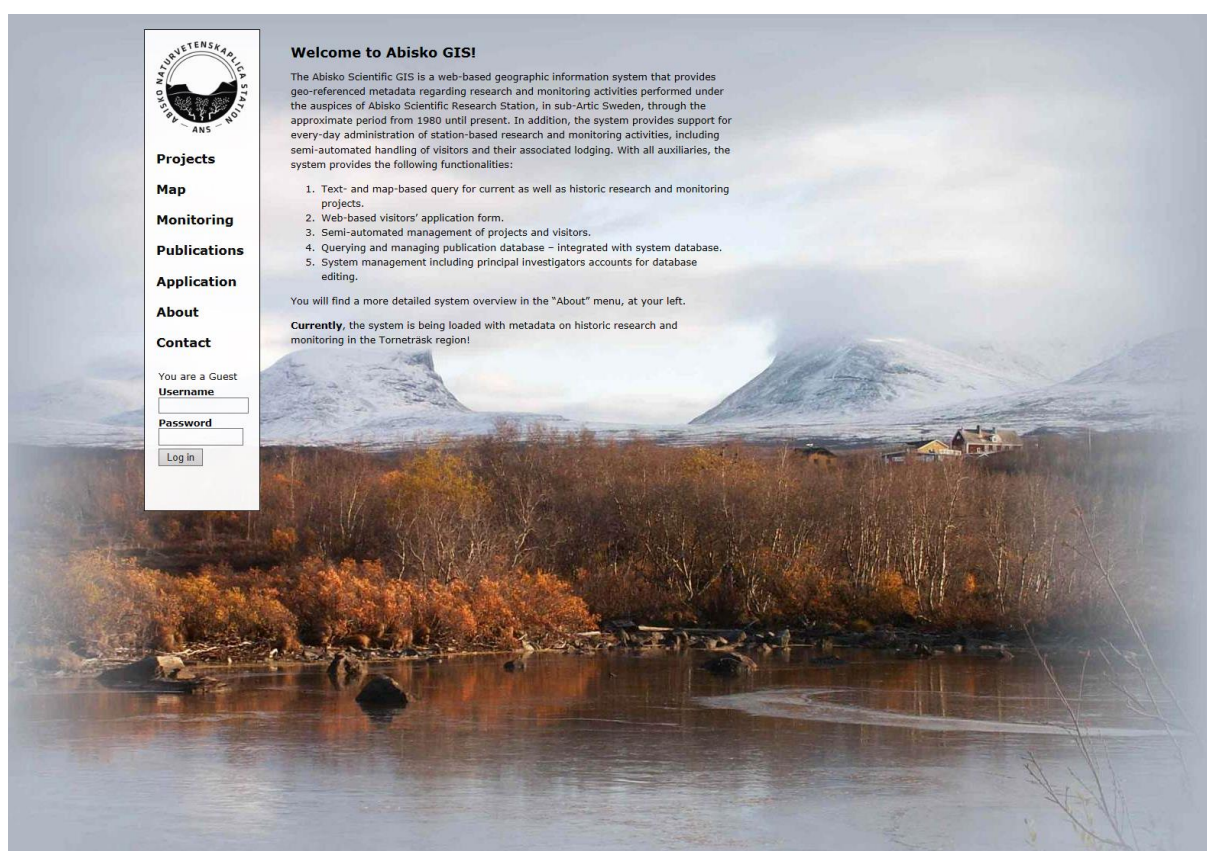 ABISKO NATURVETENSKAPLIGA STATION
ANS
Projects
Map
Monitoring
Publications
Application
About
Contact
You are a Guest
Username
Password
Log in
Welcome to Abisko GIS!
The Abisko Scientific GIS is a web-based geographic information system that provides
geo-referenced metadata regarding research and monitoring activities performed under
the auspices of Abisko Scientific Research Station, in sub-Artic Sweden, through the
approximate period from 1980 until present. In addition, the system provides support for
every-day administration of station-based research and monitoring activities, including
semi-automated handling of visitors and their associated lodging. With all auxiliaries, the
system provides the following functionalities:
1. Text- and map-based query for current as well as historic research and monitoring
projects.
2. Web-based visitors’ application form.
3. Semi-automated management of projects and visitors.
4. Querying and managing publication database – integrated with system database.
5. System management including principal investigators accounts for database
editing.
You will find a more detailed system overview in the “About” menu, at your left.
Currently, the system is being loaded with metadata on historic research and
monitoring in the Torneträsk region!